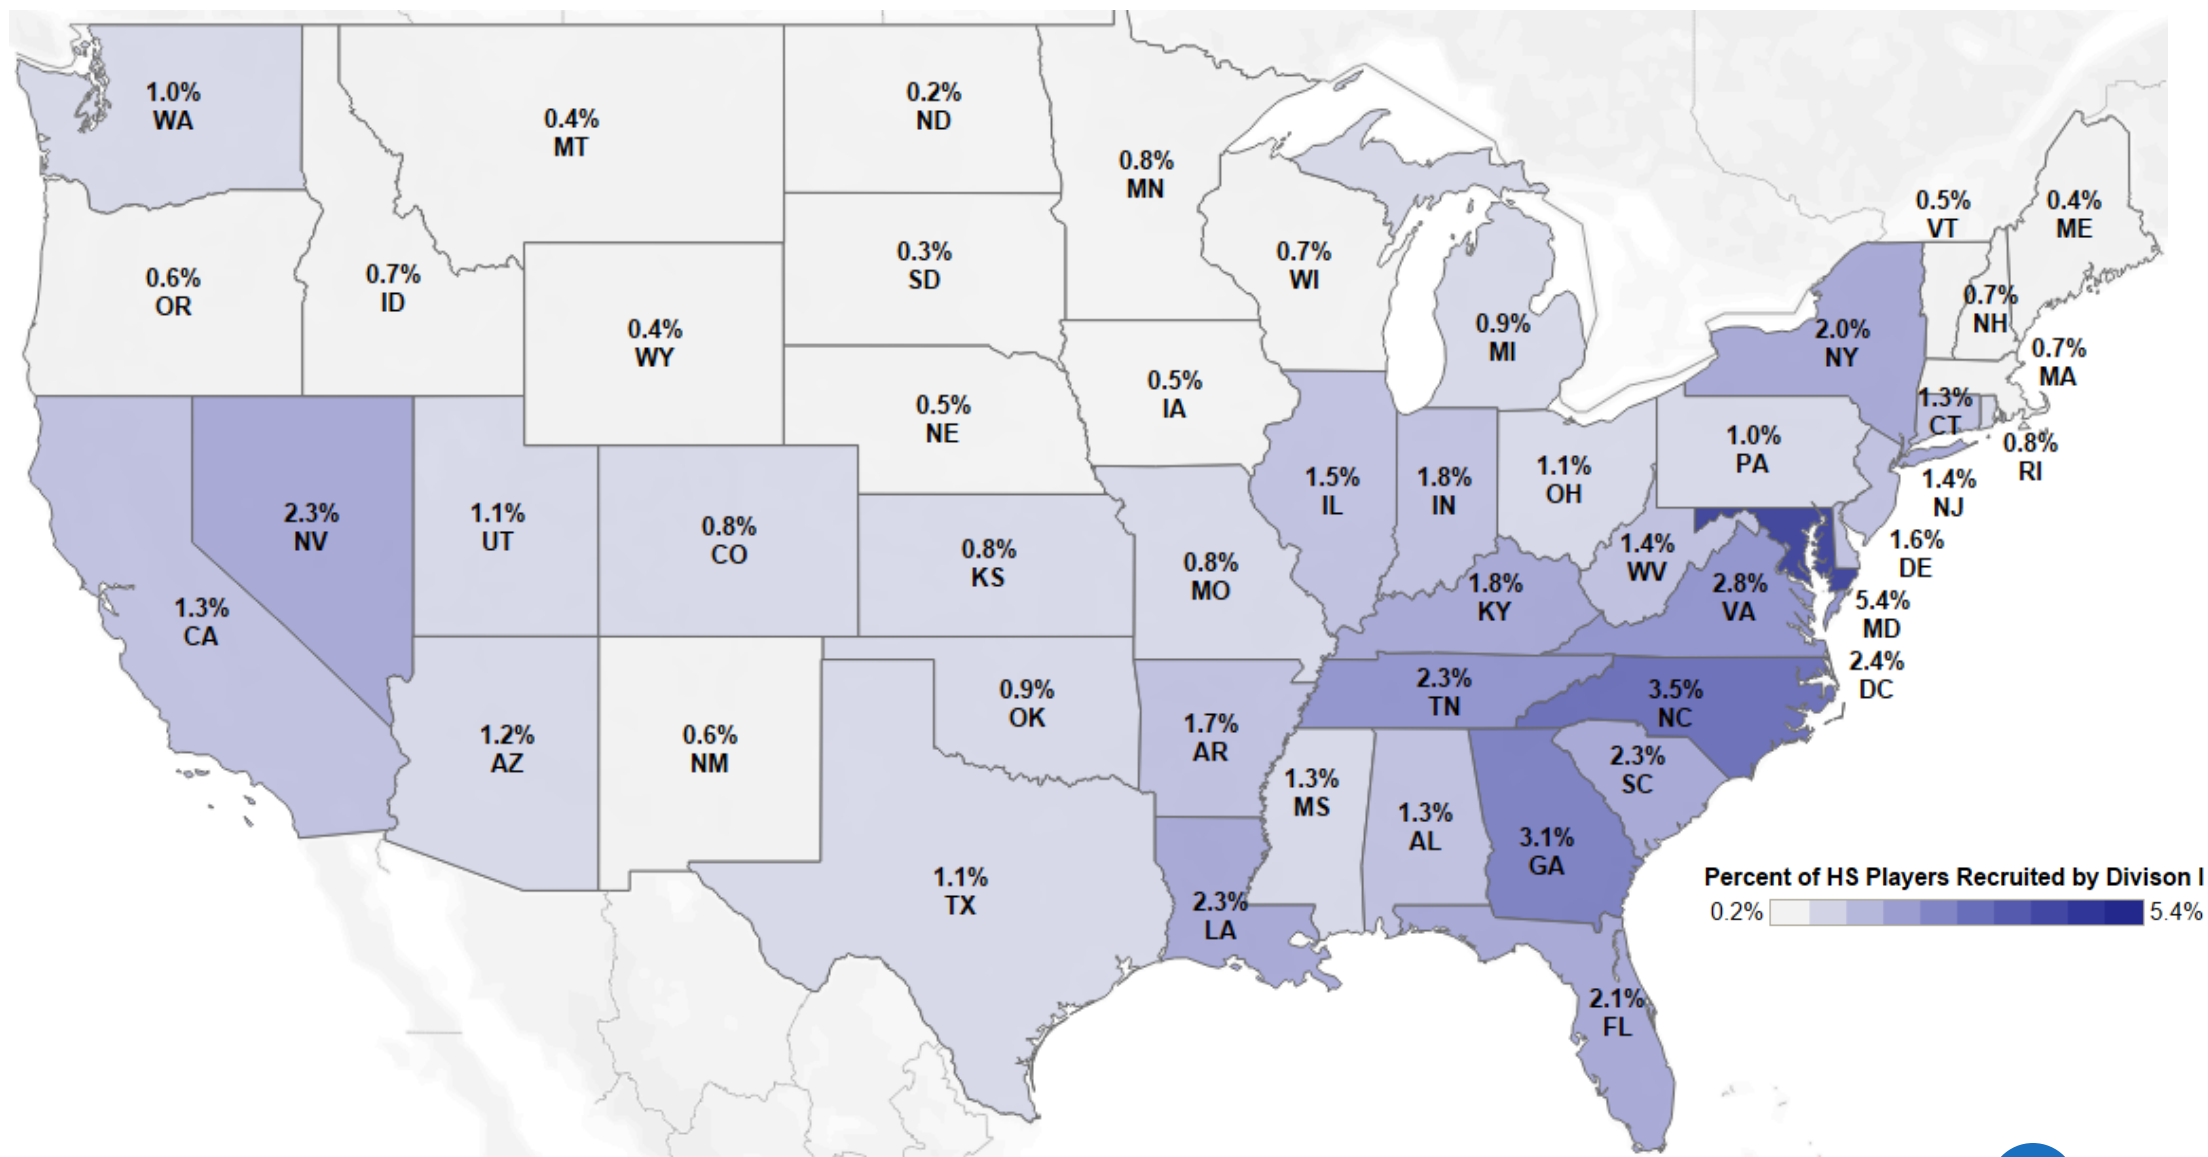 1.0%
WA
0.4%
MT
0.2%
ND
0.8%
MN
0.5%
VT
0.4%
ME
0.6%
OR
0.7%
ID
0.3%
SD
0.7%
WI
0.7%
NH
0.4%
WY
0.9%
MI
2.0%
NY
0.7%
MA
0.5%
NE
0.5%
IA
1.3%
CT
1.0%
PA
0.8%
RI
2.3%
NV
1.1%
UT
0.8%
CO
0.8%
KS
1.5%
IL
1.8%
IN
1.1%
OH
1.4%
NJ
1.6%
DE
0.8%
MO
1.4%
WV
1.3%
CA
1.8%
KY
2.8%
VA
5.4%
MD
2.4%
DC
1.2%
AZ
0.6%
NM
0.9%
OK
1.7%
AR
2.3%
TN
3.5%
NC
2.3%
SC
1.3%
MS
1.3%
AL
3.1%
GA
1.1%
TX
2.3%
LA
2.1%
FL
Percent of HS Players Recruited by Divison I
0.2% 5.4%